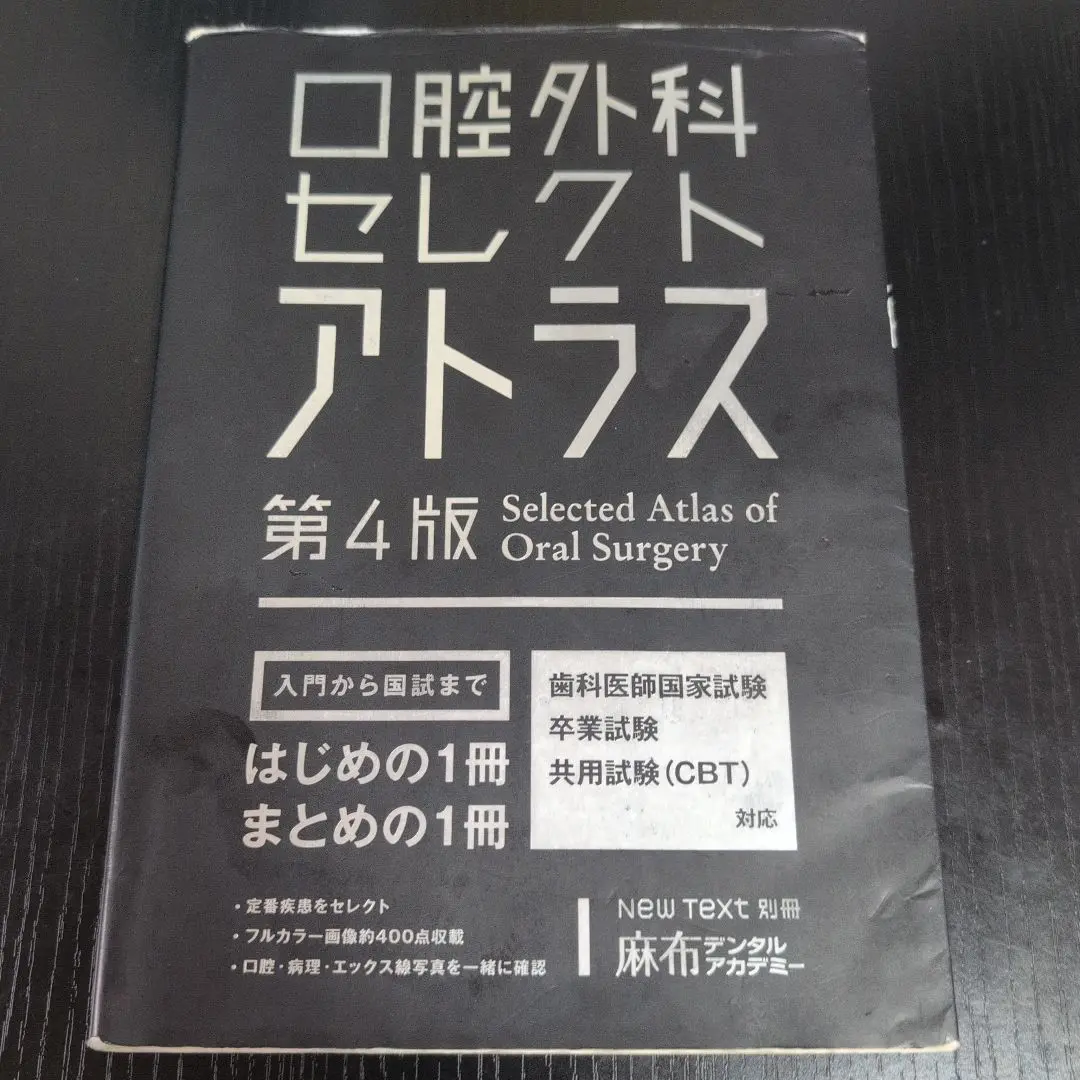 口腔外科
セレクト
アトラス
第4版
Selected Atlas of
Oral Surgery
入門から国試まで
はじめの1冊
まとめの1冊
歯科医師国家試験
卒業試験
共用試験(CBT)
対応
・定番疾患をセレクト
・フルカラー画像約400点収載
・口腔・病理・エックス線写真を一緒に確認
New Text 別冊
麻布デンタルアカデミー